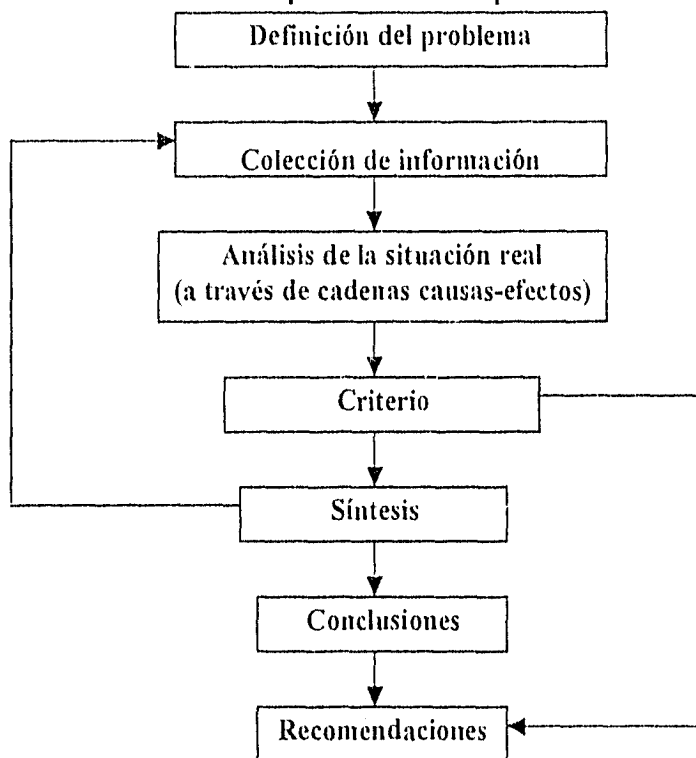 Definición del problema
Colección de información
Análisis de la situación real
(a través de cadenas causas-efectos)
Criterio
Síntesis
Conclusiones
Recomendaciones